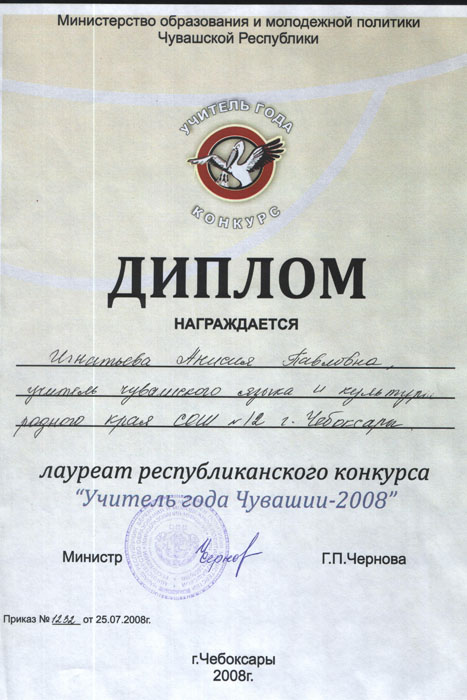 Министерство образования и молодежной политики
Чувашской Республики
УЧИТЕЛЬ ГОДА
КОНКУРС
ДИПЛОМ
НАГРАЖДАЕТСЯ
Игнатьева Анисия Павловна,
учитель чувашского языка и культуры
родного края СОШ №12 г. Чебоксары
лауреат республиканского конкурса
"Учитель года Чувашии-2008"
Министр Чернов Г.П.Чернова
Приказ № 1232 от 25.07.2008г.
г.Чебоксары
2008г.